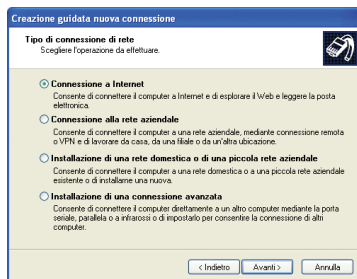 Creazione guidata nuova connessione
Tipo di connessione di rete
Scegliere l'operazione da effettuare.
Connessione a Internet
Consente di connettere il computer a Internet e di esplorare il Web e leggere la posta
elettronica.
Connessione alla rete aziendale
Consente di connettere il computer a una rete aziendale, mediante connessione remota
o VPN e di lavorare da casa, da una filiale o da un'altra ubicazione.
Installazione di una rete domestica o di una piccola rete aziendale
Consente di connettere il computer a una rete domestica o a una piccola rete aziendale
esistente o di installarne una nuova.
Installazione di una connessione avanzata
Consente di connettere il computer direttamente a un altro computer mediante la porta
seriale, parallela o a infrarossi o di impostarlo per consentire la connessione di altri
computer.
< Indietro Avanti > Annulla